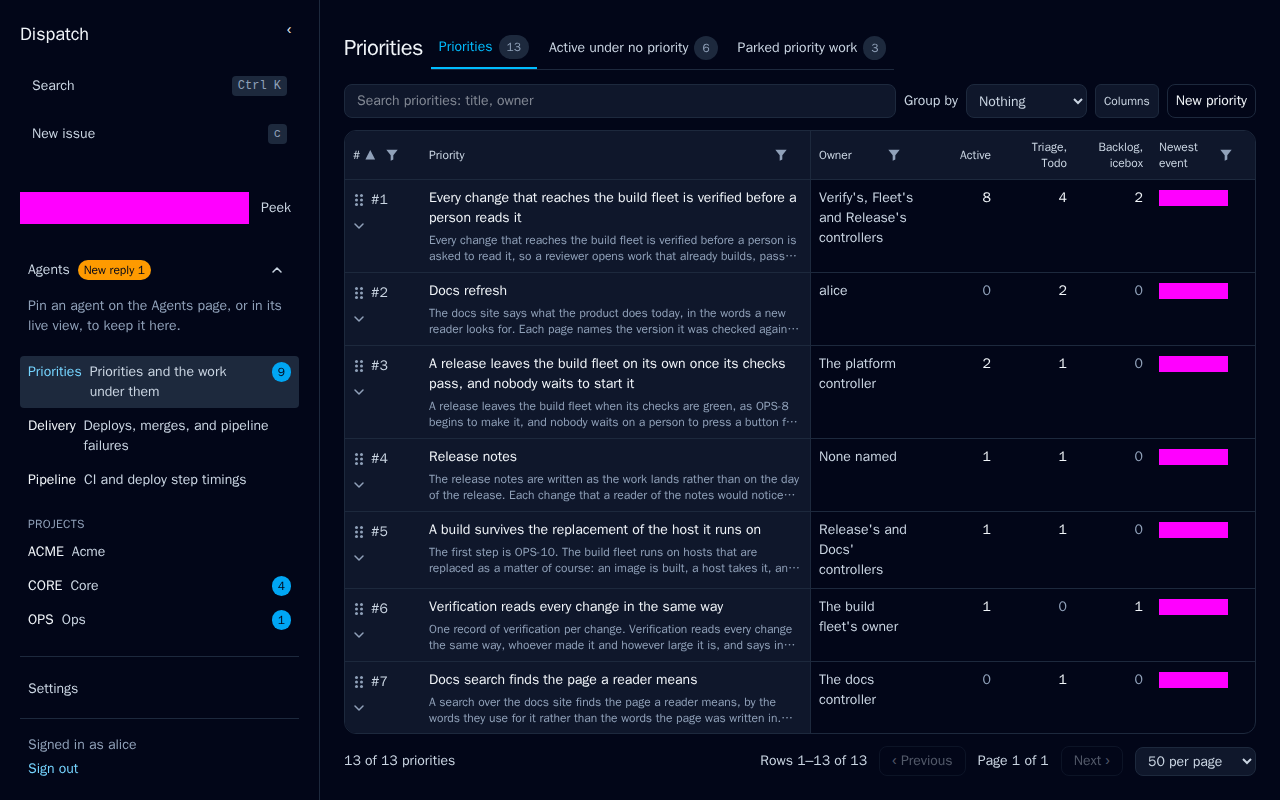 Dispatch
‹
Search
Ctrl K
New issue
C
Peek
Agents
New reply 1
Pin an agent on the Agents page, or in its
live view, to keep it here.
Priorities
Priorities and the work
under them
9
Delivery
Deploys, merges, and pipeline
failures
Pipeline
CI and deploy step timings
PROJECTS
ACME Acme
CORE Core
4
OPS Ops
1
Settings
Signed in as alice
Sign out
Priorities
Priorities 13
Active under no priority 6
Parked priority work 3
Search priorities: title, owner
Group by
Nothing
Columns
New priority
# ▲
Priority
Owner
Active
Triage,
Todo
Backlog,
icebox
Newest
event
#1
Every change that reaches the build fleet is verified before a
person reads it
Every change that reaches the build fleet is verified before a person is
asked to read it, so a reviewer opens work that already builds, pass…
Verify's, Fleet's
and Release's
controllers
8
4
2
#2
Docs refresh
The docs site says what the product does today, in the words a new
reader looks for. Each page names the version it was checked again…
alice
0
2
0
#3
A release leaves the build fleet on its own once its checks
pass, and nobody waits to start it
A release leaves the build fleet when its checks are green, as OPS-8
begins to make it, and nobody waits on a person to press a button f…
The platform
controller
2
1
0
#4
Release notes
The release notes are written as the work lands rather than on the day
of the release. Each change that a reader of the notes would notice…
None named
1
1
0
#5
A build survives the replacement of the host it runs on
The first step is OPS-10. The build fleet runs on hosts that are
replaced as a matter of course: an image is built, a host takes it, an…
Release's and
Docs'
controllers
1
1
0
#6
Verification reads every change in the same way
One record of verification per change. Verification reads every change
the same way, whoever made it and however large it is, and says in…
The build
fleet's owner
1
0
1
#7
Docs search finds the page a reader means
A search over the docs site finds the page a reader means, by the
words they use for it rather than the words the page was written in.…
The docs
controller
0
1
0
13 of 13 priorities
Rows 1–13 of 13
‹ Previous
Page 1 of 1
Next ›
50 per page